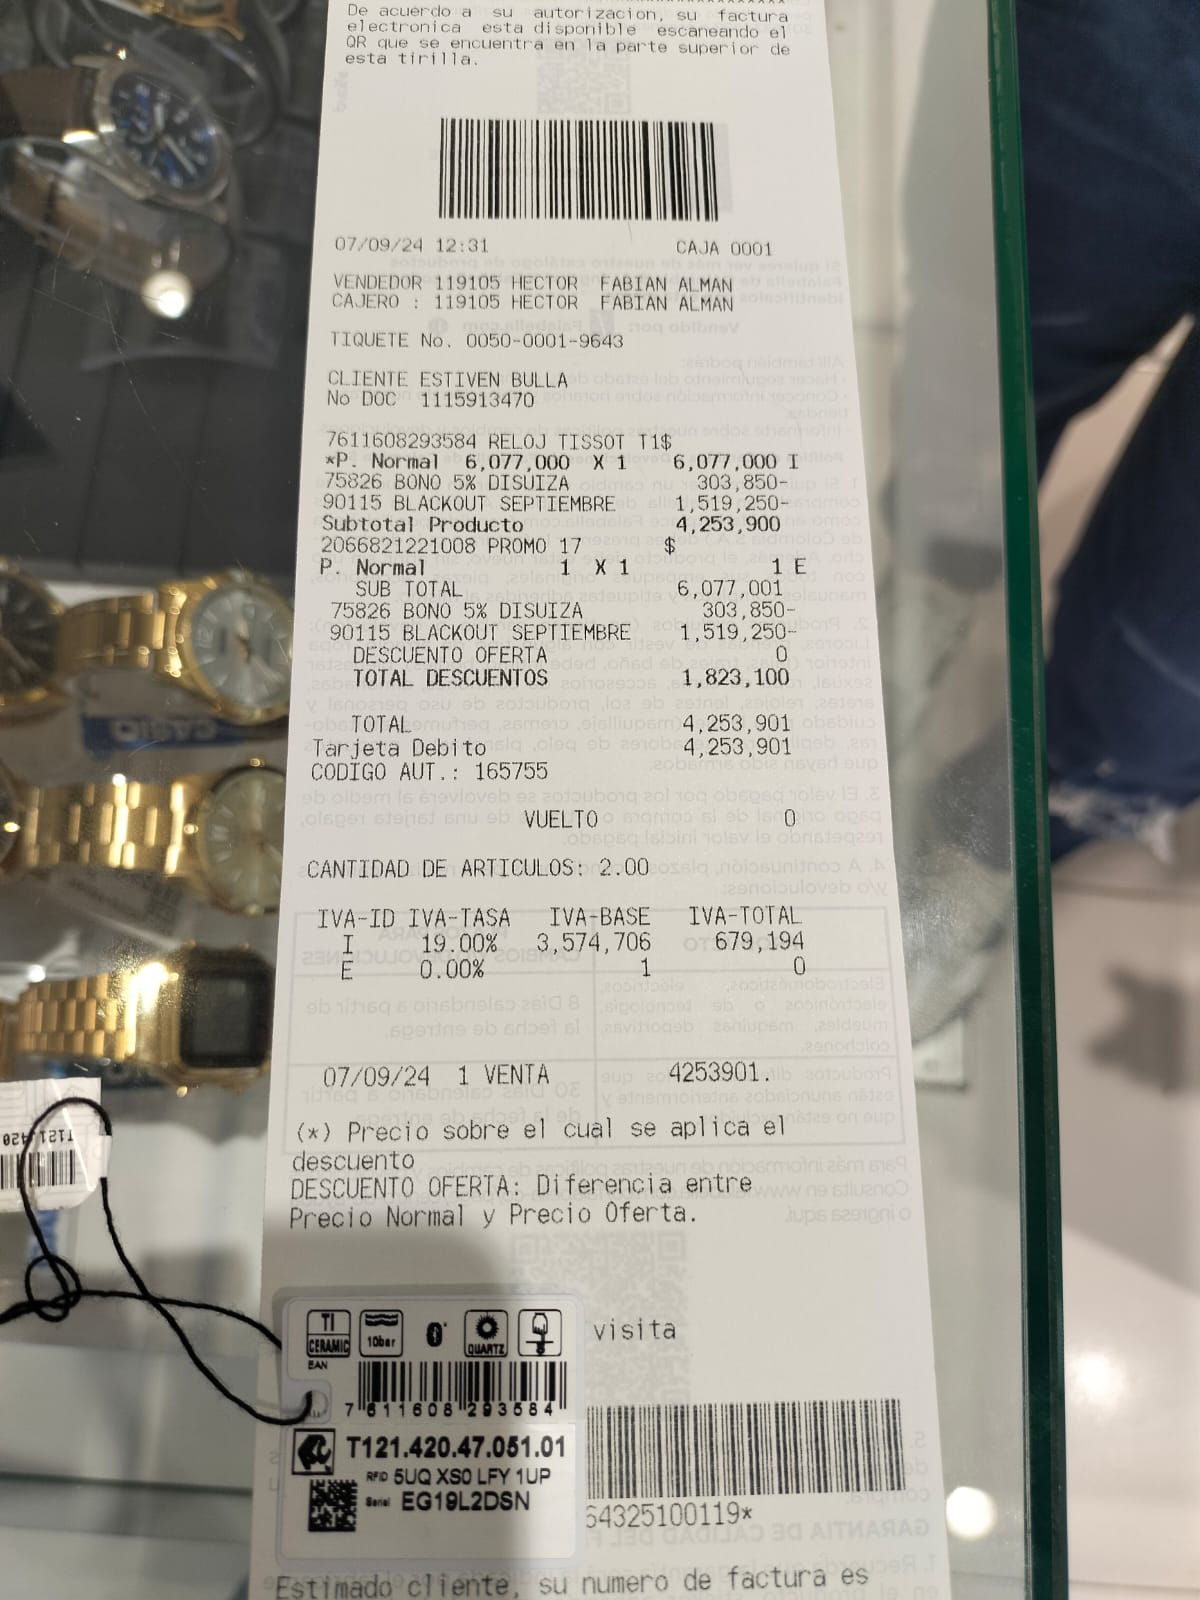 De acuerdo a su autorizacion, su factura
electronica esta disponible escaneando el
QR que se encuentra en la parte superior de
esta tirilla.
07/09/24 12:31 CAJA 0001
VENDEDOR 119105 HECTOR FABIAN ALMAN
CAJERO : 119105 HECTOR FABIAN ALMAN
TIQUETE No. 0050-0001-9643
CLIENTE ESTIVEN BULLA
No DOC 1115913470
7611608293584 RELOJ TISSOT T1$
*P. Normal 6,077,000 X 1 6,077,000 I
75826 BONO 5% DISUIZA 303,850-
90115 BLACKOUT SEPTIEMBRE 1,519,250-
Subtotal Producto 4,253,900
2066821221008 PROMO 17 $
P. Normal 1 X 1 1 E
SUB TOTAL 6,077,001
75826 BONO 5% DISUIZA 303,850-
90115 BLACKOUT SEPTIEMBRE 1,519,250-
DESCUENTO OFERTA 0
TOTAL DESCUENTOS 1,823,100
TOTAL 4,253,901
Tarjeta Debito 4,253,901
CODIGO AUT.: 165755
VUELTO 0
CANTIDAD DE ARTICULOS: 2.00
IVA-ID IVA-TASA IVA-BASE IVA-TOTAL
I 19.00% 3,574,706 679,194
E 0.00% 1 0
07/09/24 1 VENTA 4253901.
(*) Precio sobre el cual se aplica el
descuento
DESCUENTO OFERTA: Diferencia entre
Precio Normal y Precio Oferta.
visita
64325100119*
Estimado cliente, su numero de factura es
TI
CERAMIC
10bar
QUARTZ
EAN
7 611608 293584
T121.420.47.051.01
RFID 5UQ XS0 LFY 1UP
Serial EG19L2DSN
CASIO
T121.420